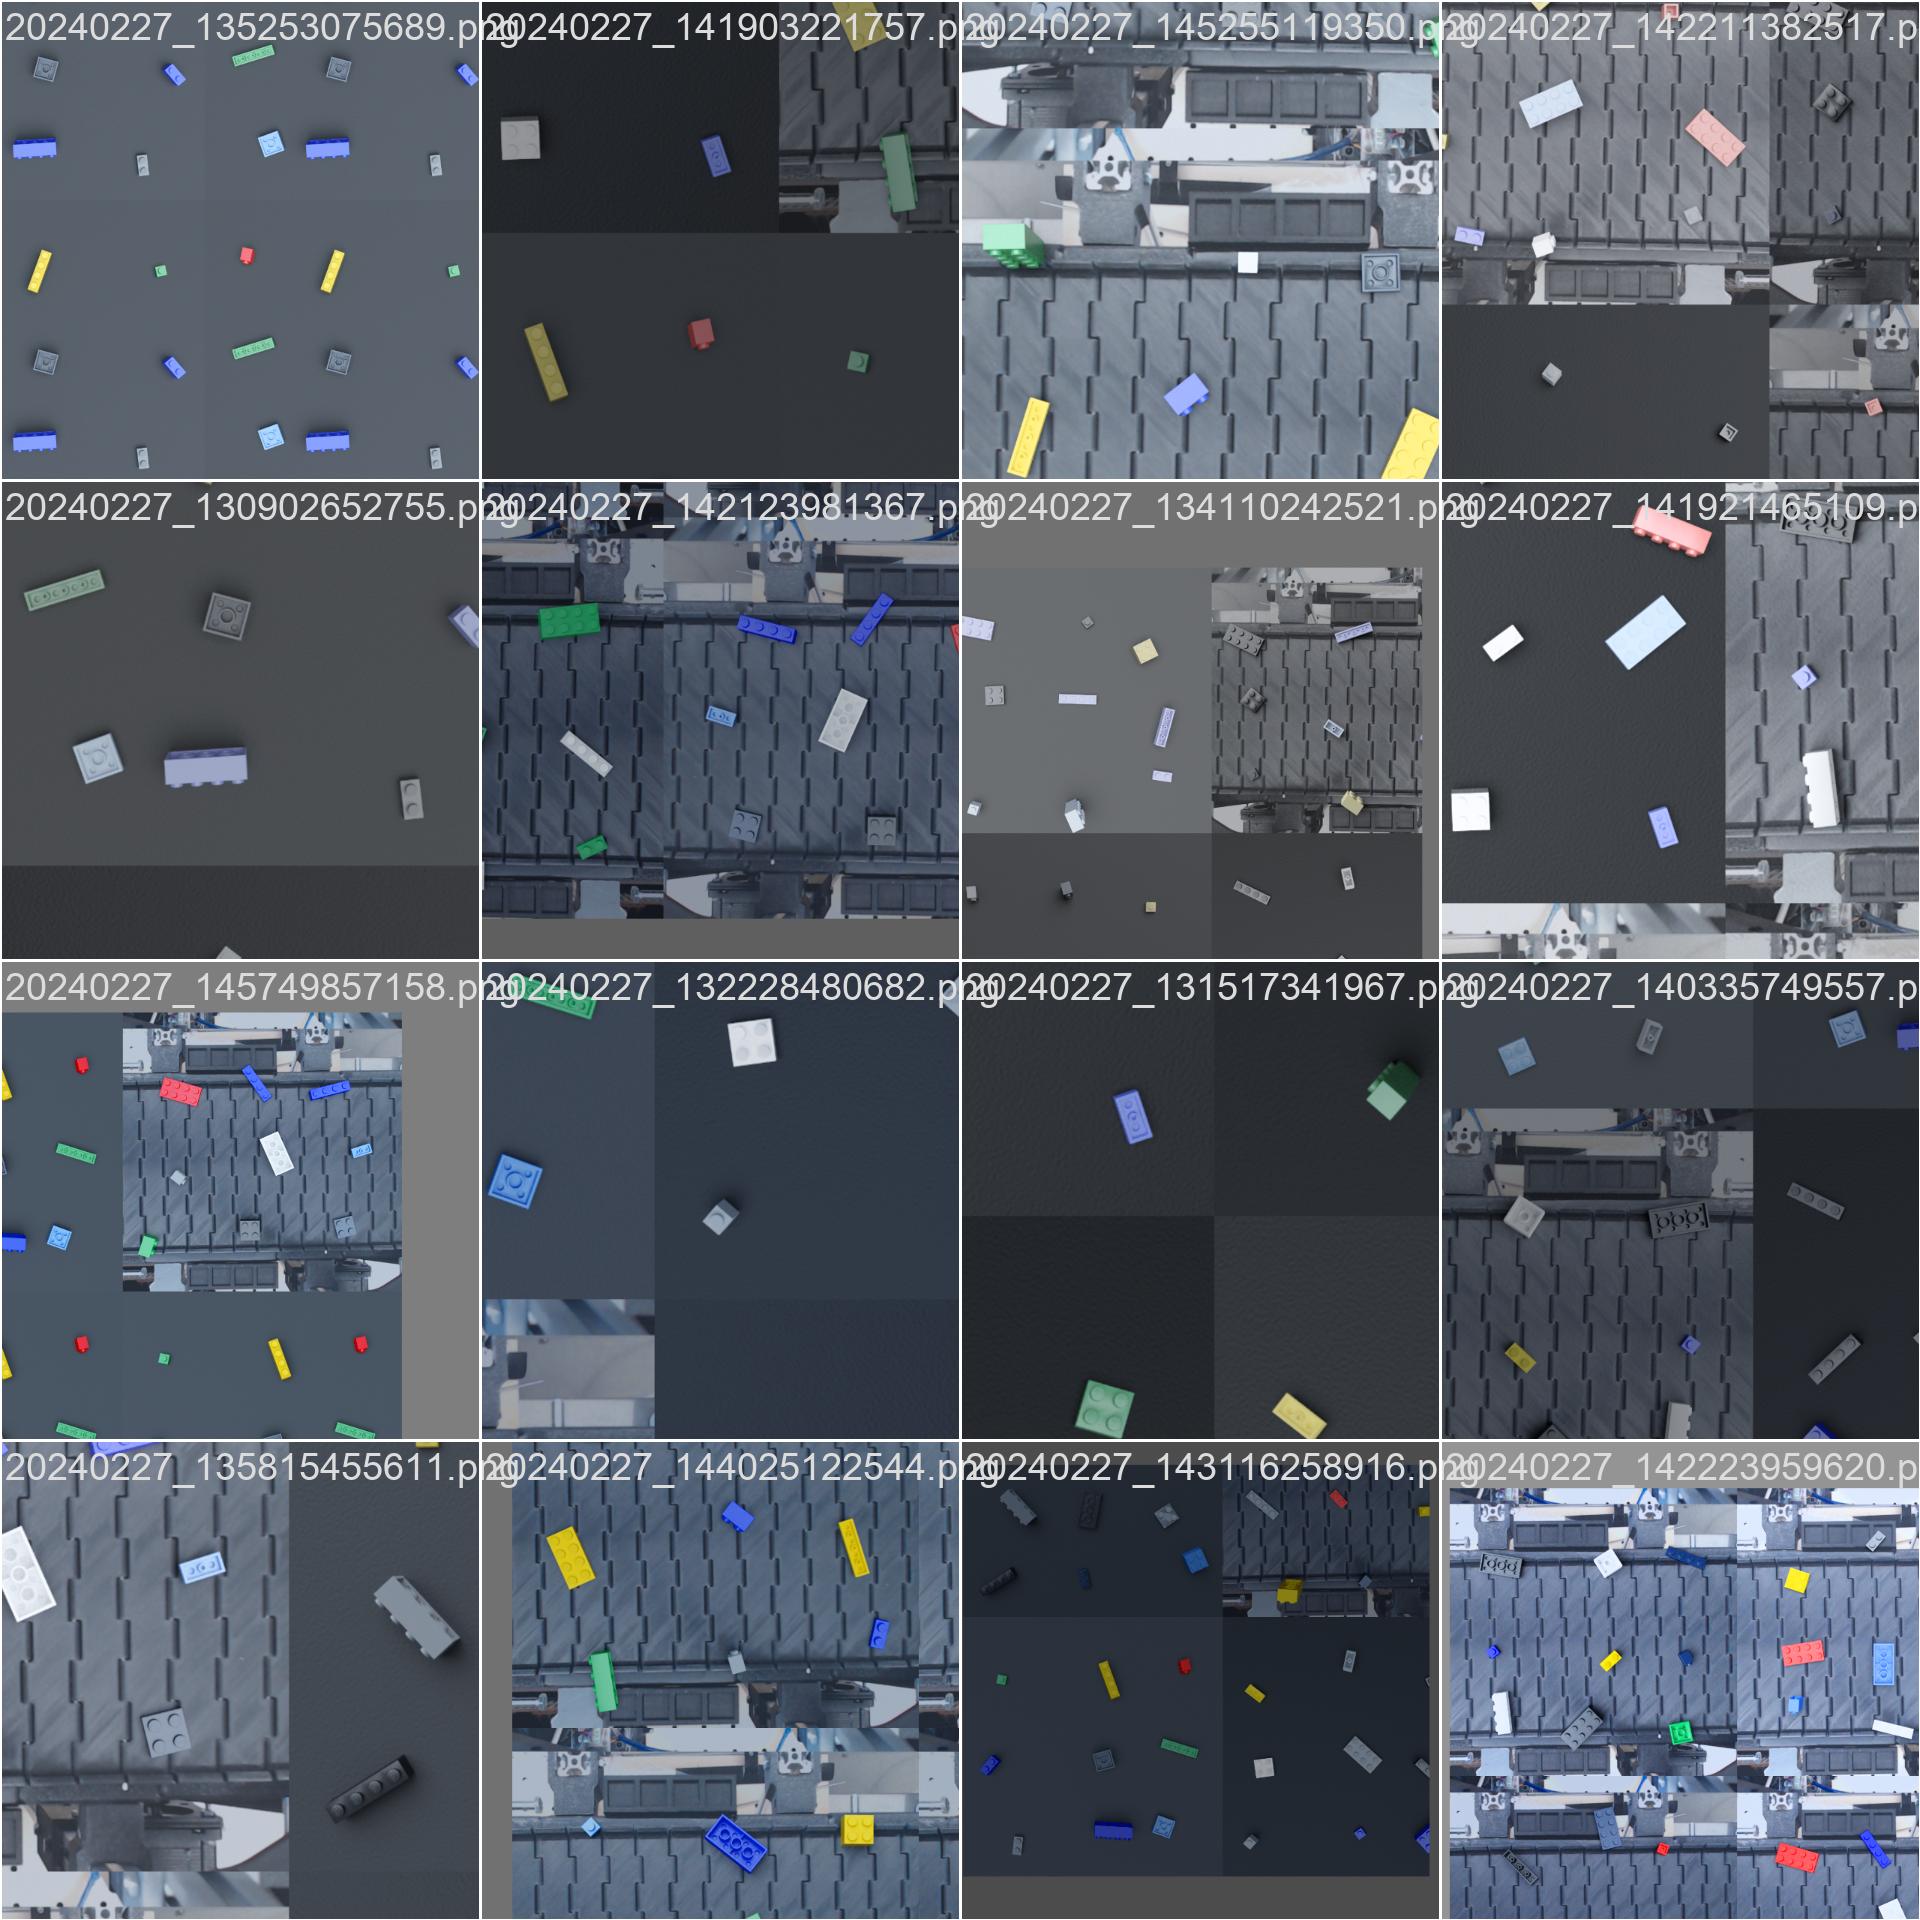 20240227_135253075689.png
20240227_141903221757.png
20240227_145255119350.png
20240227_142211382517.p
20240227_130902652755.png
20240227_142123981367.png
20240227_134110242521.png
20240227_141921465109.p
20240227_145749857158.png
20240227_132228480682.png
20240227_131517341967.png
20240227_140335749557.p
20240227_135815455611.png
20240227_144025122544.png
20240227_143116258916.png
20240227_142223959620.p